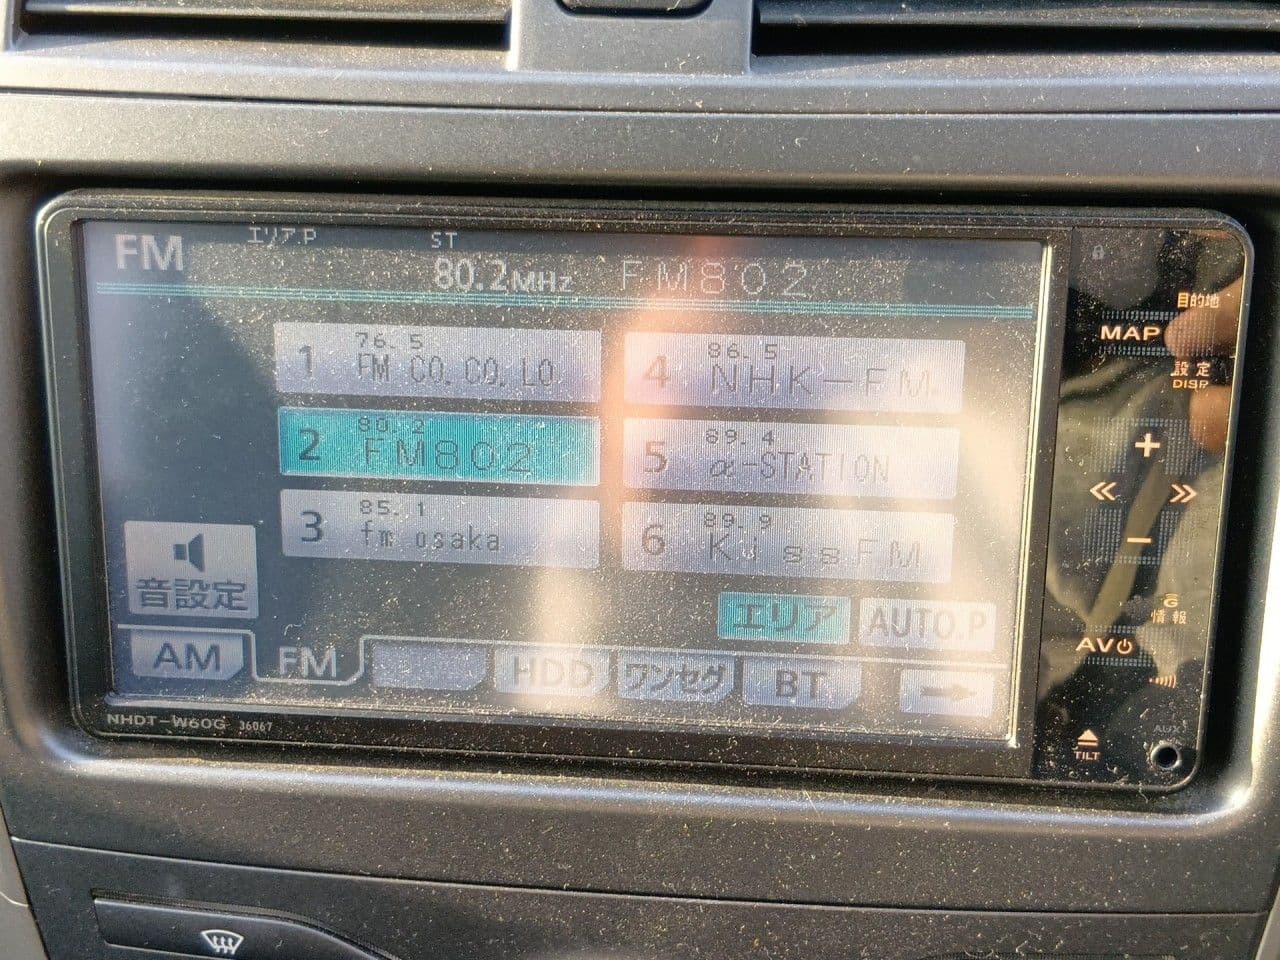 FM エリア.P ST 80.2MHz FM802
目的地
MAP
設定
DISP
1 76.5 FM CO.CO.LO
4 86.5 NHK-FM
2 80.2 FM802
5 89.4 α-STATION
3 85.1 fm osaka
6 89.9 KissFM
+
« »
−
音設定
エリア AUTO.P
情報
AV
AM FM HDD ワンセグ BT →
NHDT-W60G 36067
TILT
AUX